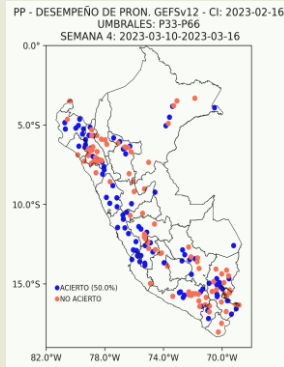 PP - DESEMPEÑO DE PRON. GEFSv12 - CI: 2023-02-16
UMBRALES: P33-P66
SEMANA 4: 2023-03-10-2023-03-16
0.0°
5.0°S
10.0°S
15.0°S
ACIERTO (50.0%)
NO ACIERTO
82.0°W 78.0°W 74.0°W 70.0°W